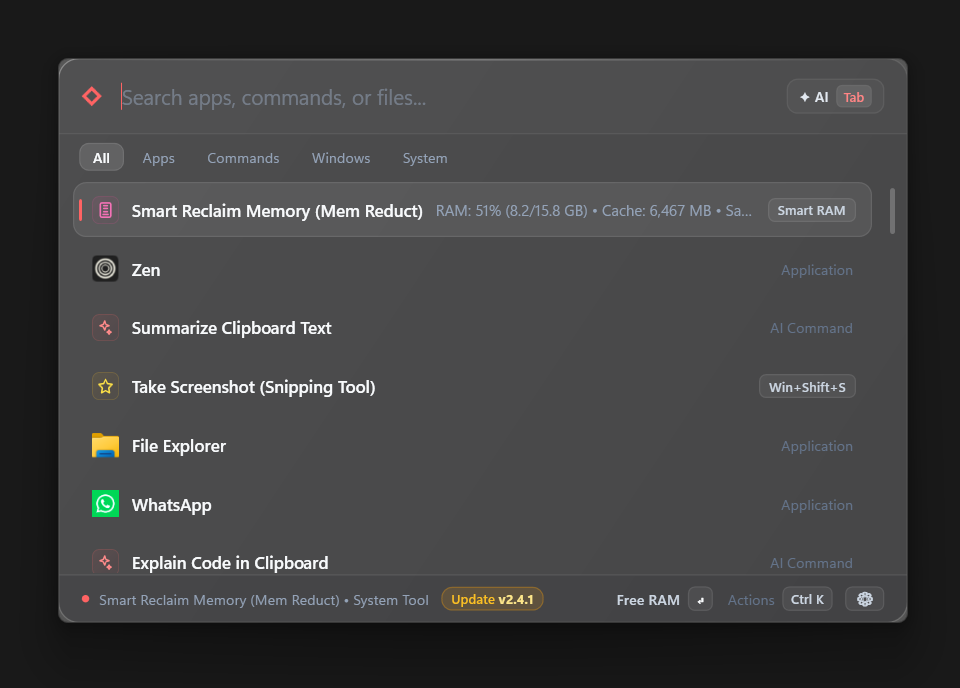 Search apps, commands, or files...
✦ AI Tab
All Apps Commands Windows System
Smart Reclaim Memory (Mem Reduct) RAM: 51% (8.2/15.8 GB) • Cache: 6,467 MB • Sa... Smart RAM
Zen Application
Summarize Clipboard Text AI Command
Take Screenshot (Snipping Tool) Win+Shift+S
File Explorer Application
WhatsApp Application
Explain Code in Clipboard AI Command
Smart Reclaim Memory (Mem Reduct) • System Tool Update v2.4.1 Free RAM ↵ Actions Ctrl K